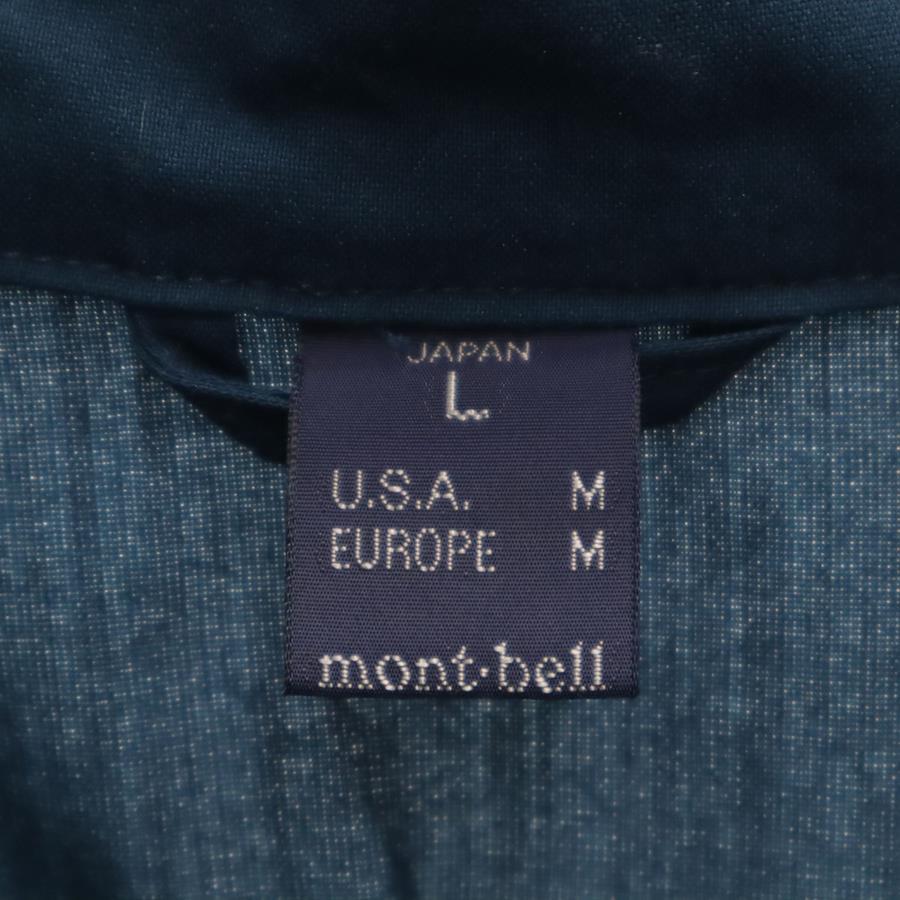 JAPAN
L
U.S.A. M
EUROPE M
mont·bell